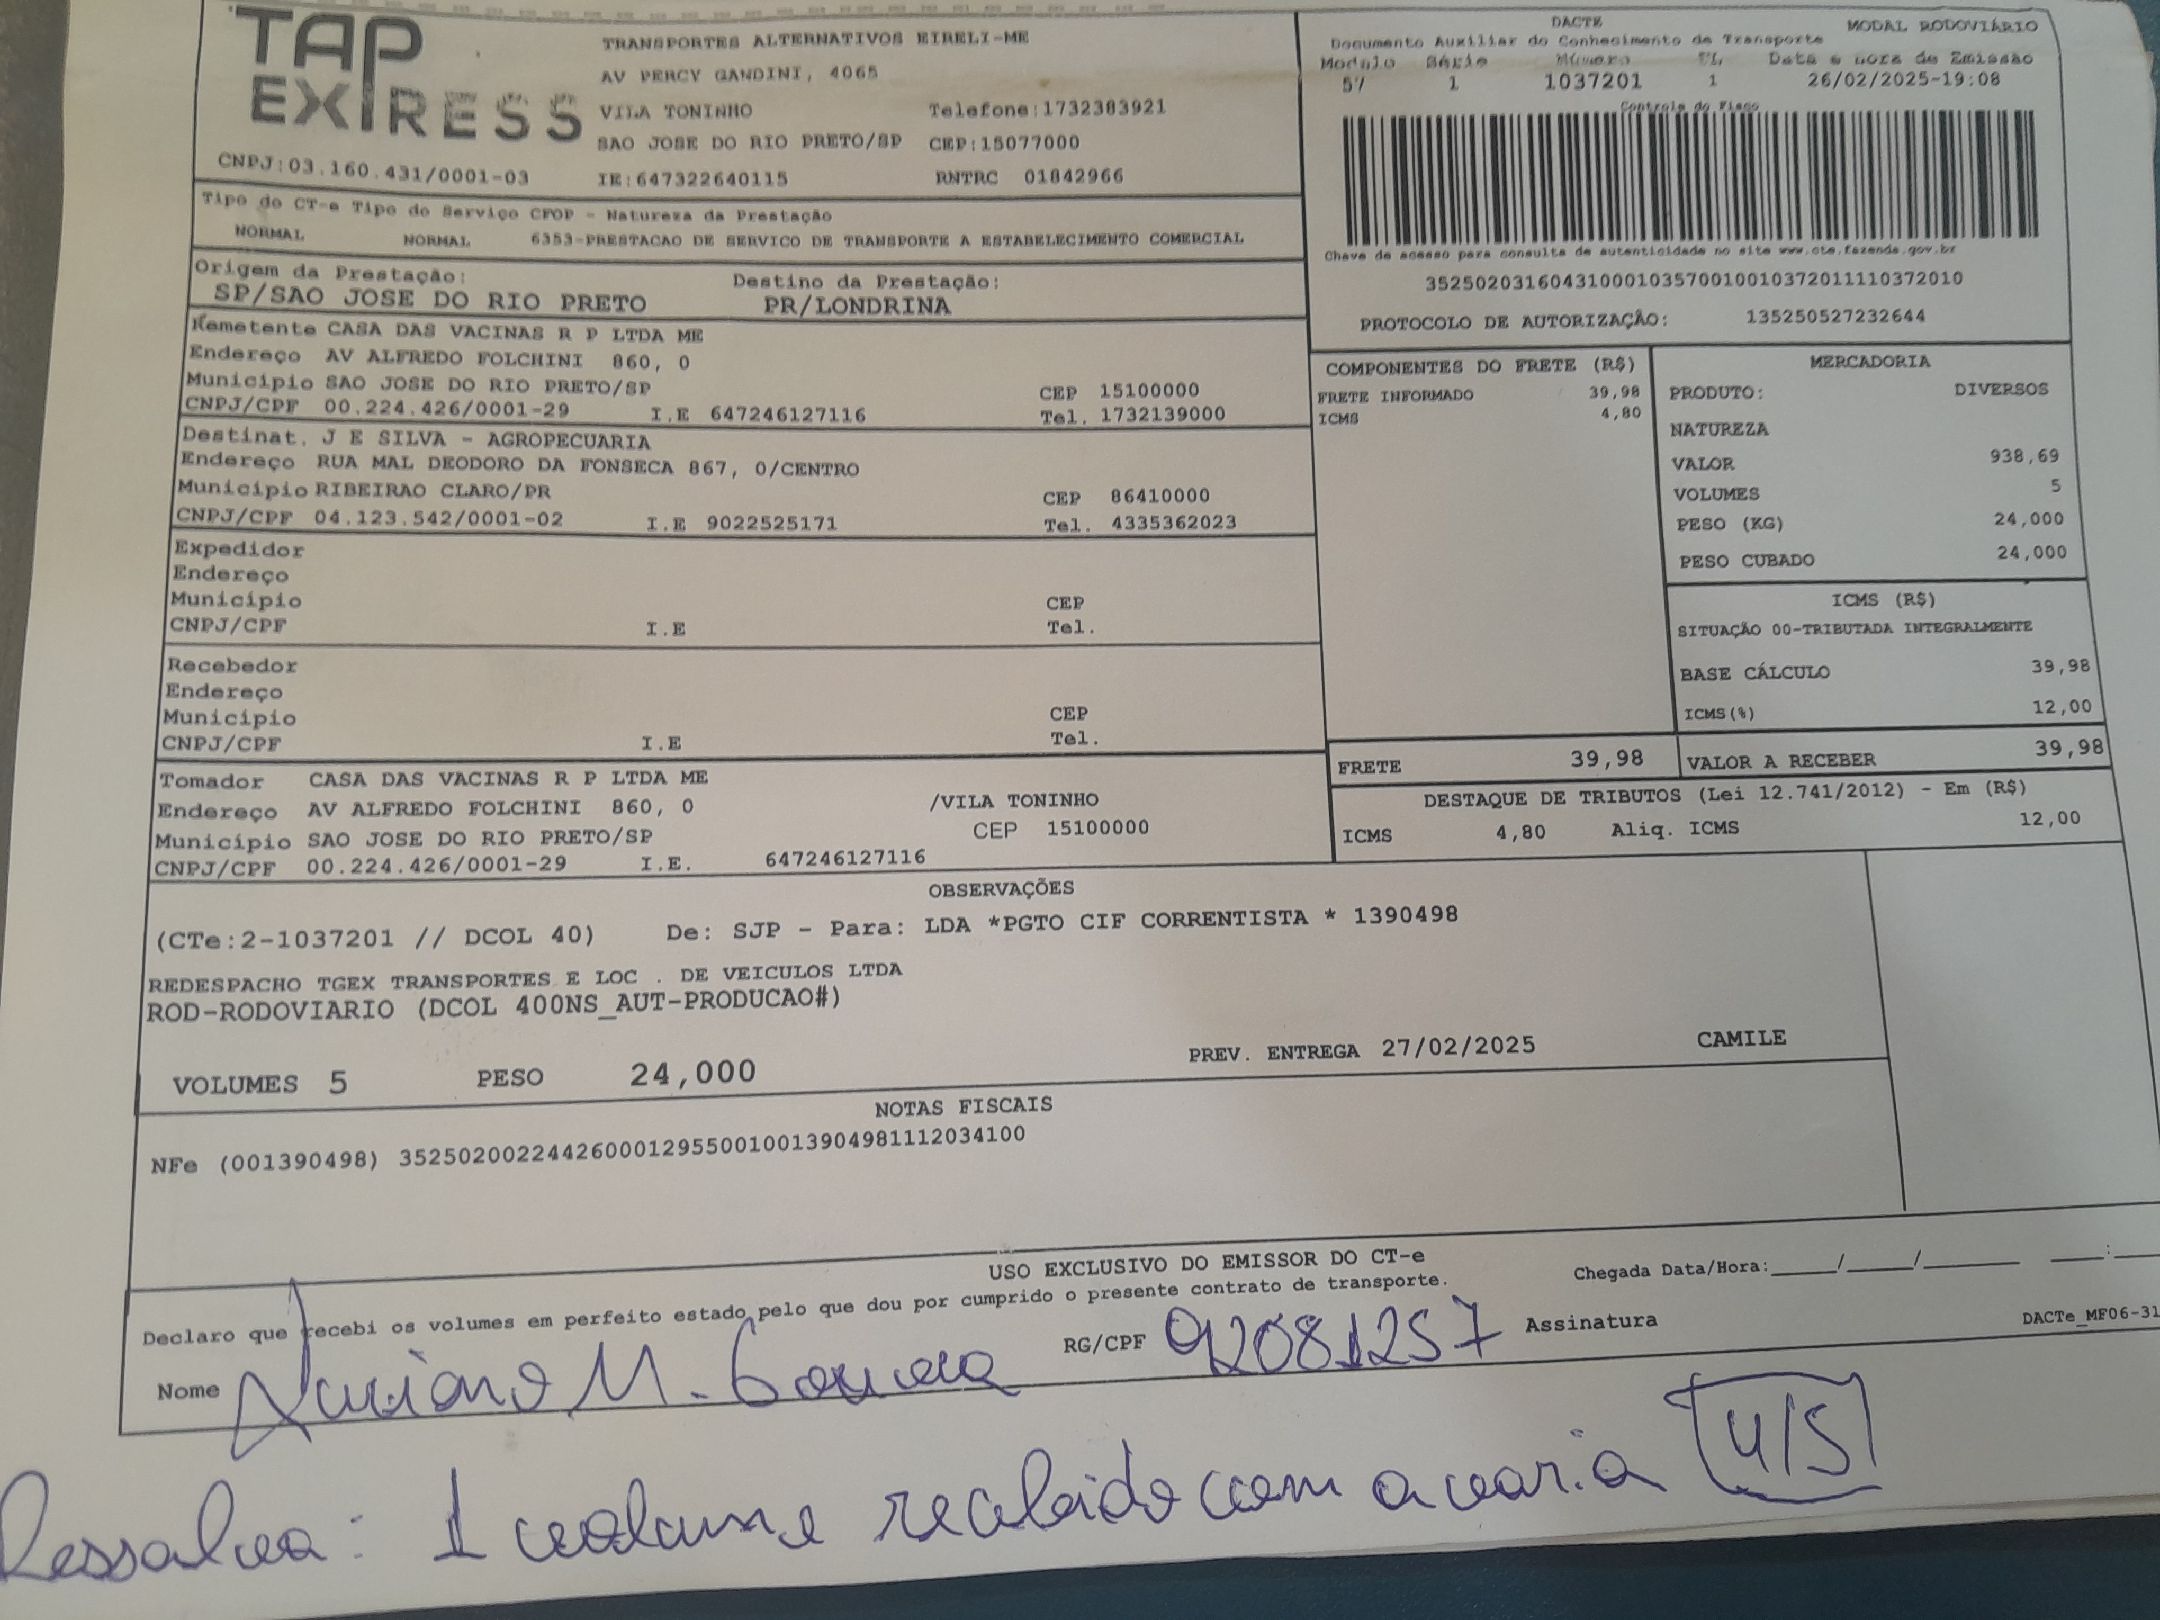 TAP
EXPRESS
CNPJ:03.160.431/0001-03
TRANSPORTES ALTERNATIVOS EIRELI-ME
AV PERCY GANDINI, 4065
VILA TONINHO Telefone:1732383921
SAO JOSE DO RIO PRETO/SP CEP:15077000
IE:647322640115 RNTRC 01842966
DACTE MODAL RODOVIÁRIO
Documento Auxiliar do Conhecimento de Transporte
Modelo Série Número FL Data e hora de Emissão
57 1 1037201 1 26/02/2025-19:08
Controle do Fisco
Chave de acesso para consulta de autenticidade no site www.cte.fazenda.gov.br
35250203160431000103570010010372011110372010
PROTOCOLO DE AUTORIZAÇÃO: 135250527232644
Tipo do CT-e Tipo do Serviço CFOP - Natureza da Prestação
NORMAL NORMAL 6353-PRESTACAO DE SERVICO DE TRANSPORTE A ESTABELECIMENTO COMERCIAL
Origem da Prestação: Destino da Prestação:
SP/SAO JOSE DO RIO PRETO PR/LONDRINA
Remetente CASA DAS VACINAS R P LTDA ME
Endereço AV ALFREDO FOLCHINI 860, 0
Município SAO JOSE DO RIO PRETO/SP CEP 15100000
CNPJ/CPF 00.224.426/0001-29 I.E 647246127116 Tel. 1732139000
Destinat. J E SILVA - AGROPECUARIA
Endereço RUA MAL DEODORO DA FONSECA 867, 0/CENTRO
Município RIBEIRAO CLARO/PR CEP 86410000
CNPJ/CPF 04.123.542/0001-02 I.E 9022525171 Tel. 4335362023
Expedidor
Endereço
Município CEP
CNPJ/CPF I.E Tel.
Recebedor
Endereço
Município CEP
CNPJ/CPF I.E Tel.
Tomador CASA DAS VACINAS R P LTDA ME
Endereço AV ALFREDO FOLCHINI 860, 0 /VILA TONINHO
Município SAO JOSE DO RIO PRETO/SP CEP 15100000
CNPJ/CPF 00.224.426/0001-29 I.E. 647246127116
COMPONENTES DO FRETE (R$)
FRETE INFORMADO 39,98
ICMS 4,80
MERCADORIA
PRODUTO: DIVERSOS
NATUREZA
VALOR 938,69
VOLUMES 5
PESO (KG) 24,000
PESO CUBADO 24,000
ICMS (R$)
SITUAÇÃO 00-TRIBUTADA INTEGRALMENTE
BASE CÁLCULO 39,98
ICMS(%) 12,00
FRETE 39,98 VALOR A RECEBER 39,98
DESTAQUE DE TRIBUTOS (Lei 12.741/2012) - Em (R$)
ICMS 4,80 Aliq. ICMS 12,00
OBSERVAÇÕES
(CTe:2-1037201 // DCOL 40) De: SJP - Para: LDA *PGTO CIF CORRENTISTA * 1390498
REDESPACHO TGEX TRANSPORTES E LOC . DE VEICULOS LTDA
ROD-RODOVIARIO (DCOL 400NS_AUT-PRODUCAO#)
VOLUMES 5 PESO 24,000 PREV. ENTREGA 27/02/2025 CAMILE
NOTAS FISCAIS
NFe (001390498) 35250200224426000129550010013904981112034100
USO EXCLUSIVO DO EMISSOR DO CT-e
Declaro que recebi os volumes em perfeito estado pelo que dou por cumprido o presente contrato de transporte. Chegada Data/Hora:____/____/______ ___:___
Nome Luciano M. RG/CPF 92081257 Assinatura DACTe_MF06-31
Ressalva: 1 volume recebido com avaria 4/5